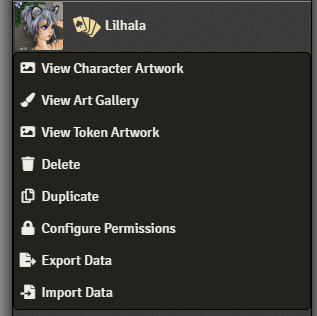 Lilhala
View Character Artwork
View Art Gallery
View Token Artwork
Delete
Duplicate
Configure Permissions
Export Data
Import Data